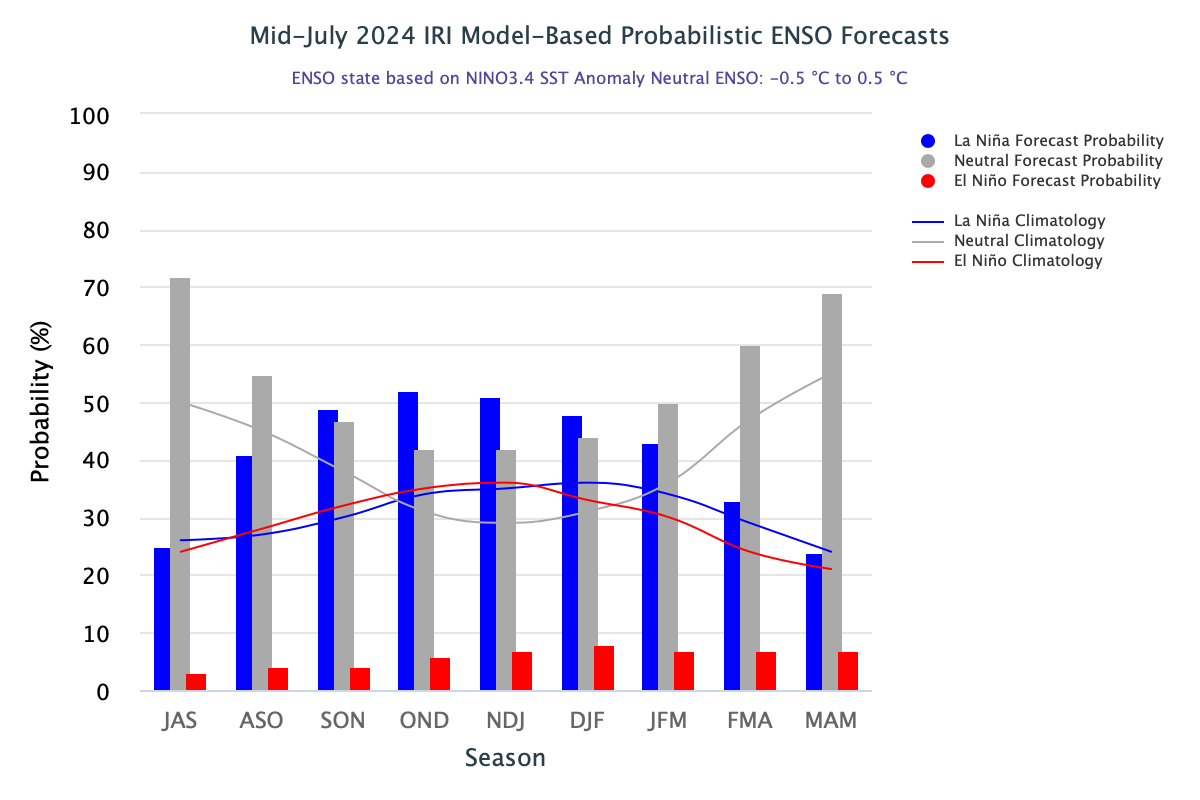 Mid-July 2024 IRI Model-Based Probabilistic ENSO Forecasts
ENSO state based on NINO3.4 SST Anomaly Neutral ENSO: -0.5 °C to 0.5 °C
100
90
80
70
60
50
40
30
20
10
0
Probability (%)
JAS ASO SON OND NDJ DJF JFM FMA MAM
Season
La Niña Forecast Probability
Neutral Forecast Probability
El Niño Forecast Probability
La Niña Climatology
Neutral Climatology
El Niño Climatology